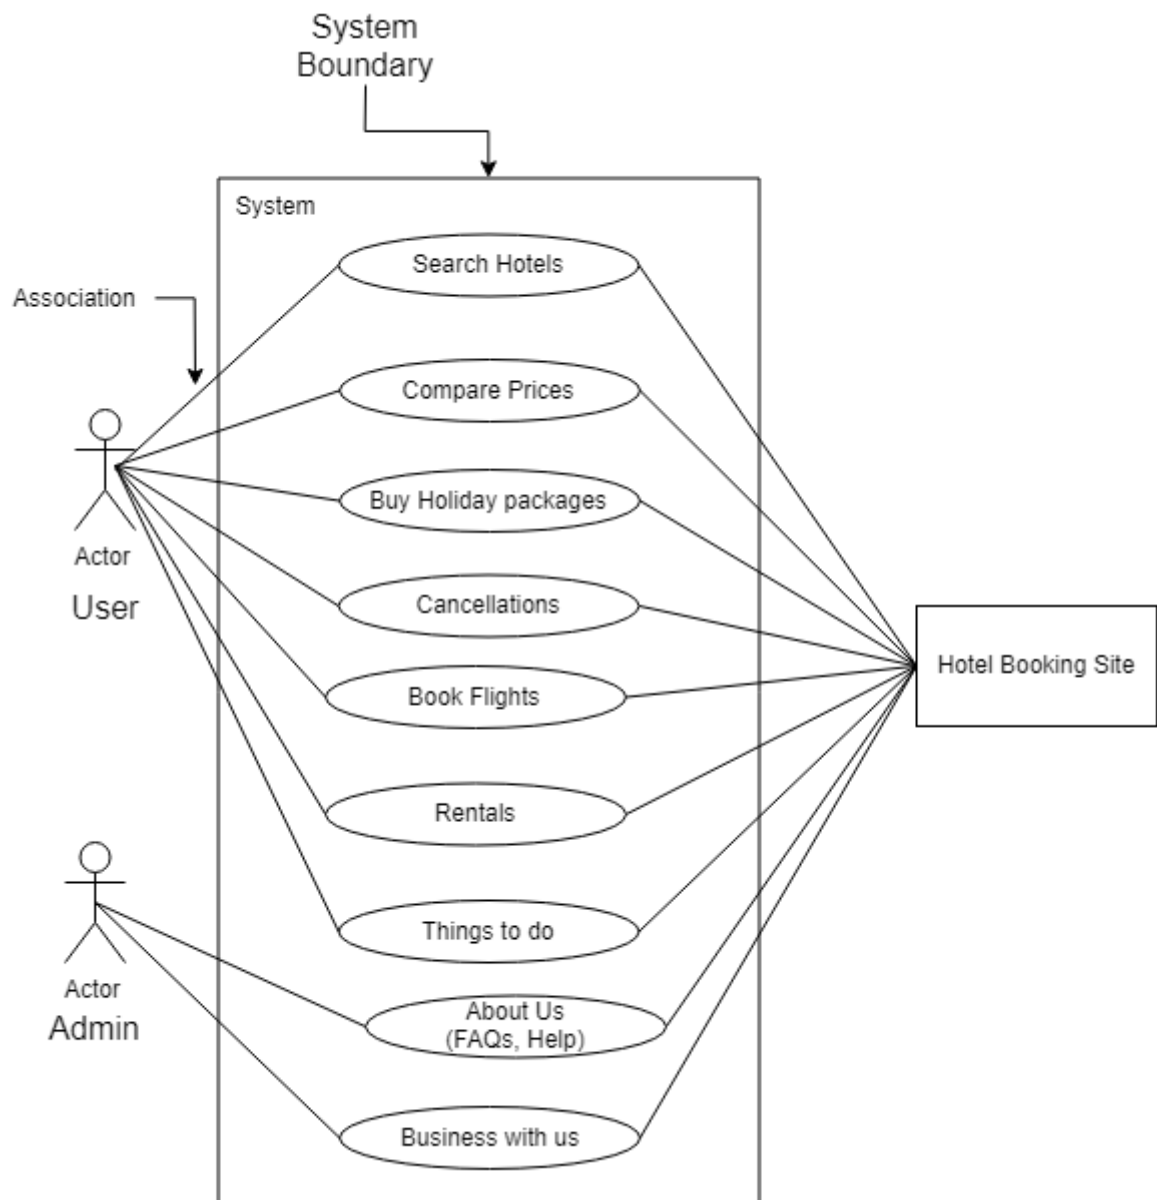 System
Boundary
System
Search Hotels
Association
Compare Prices
Buy Holiday packages
Actor
User
Cancellations
Hotel Booking Site
Book Flights
Rentals
Things to do
Actor
Admin
About Us
(FAQs, Help)
Business with us